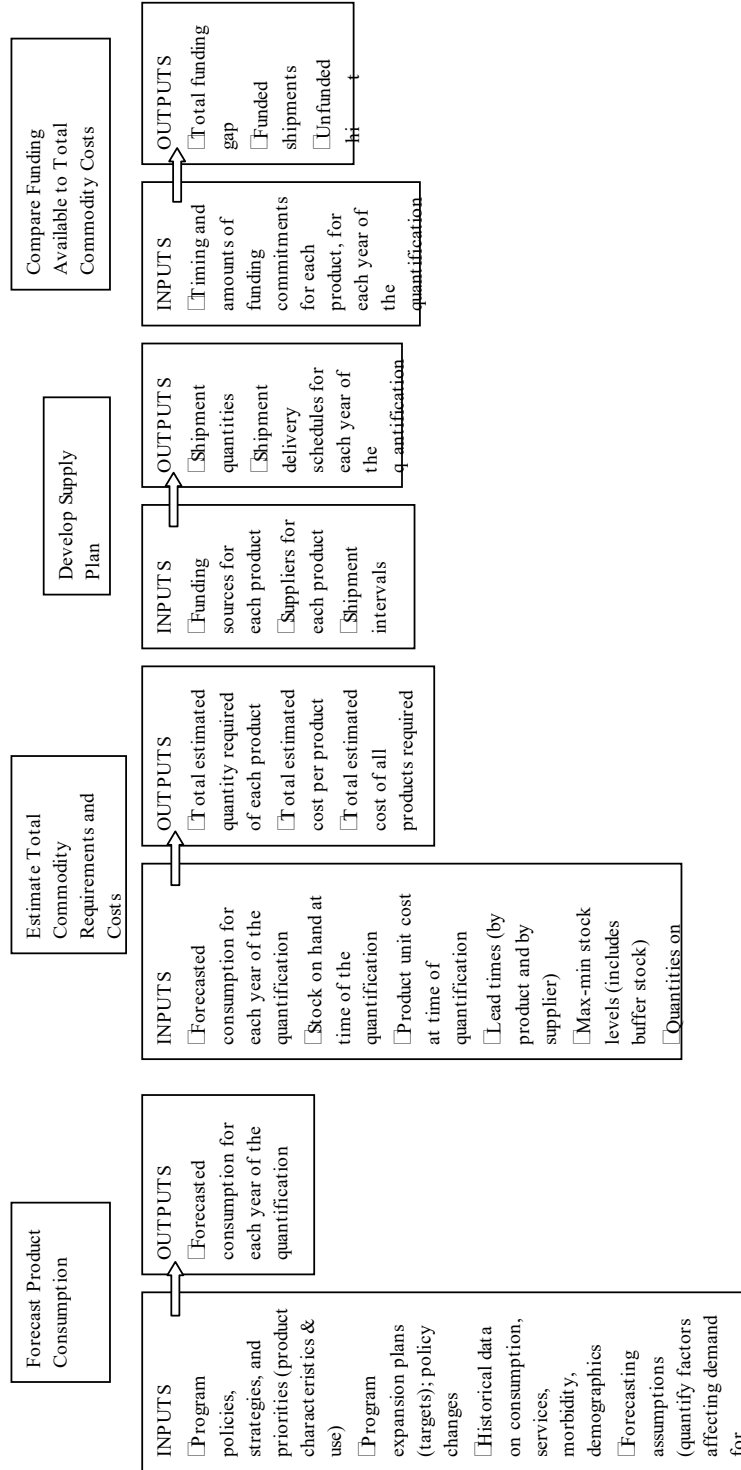 Forecast Product
Consumption
INPUTS
Program
policies,
strategies, and
priorities (product
characteristics &
use)
Program
expansion plans
(targets); policy
changes
Historical data
on consumption,
services,
morbidity,
demographics
Forecasting
assumptions
(quantify factors
affecting demand
for
OUTPUTS
Forecasted
consumption for
each year of the
quantification
Estimate Total
Commodity
Requirements and
Costs
INPUTS
Forecasted
consumption for
each year of the
quantification
Stock on hand at
time of the
quantification
Product unit cost
at time of
quantification
Lead times (by
product and by
supplier)
Max-min stock
levels (includes
buffer stock)
Quantities on
OUTPUTS
Total estimated
quantity required
of each product
Total estimated
cost per product
Total estimated
cost of all
products required
Develop Supply
Plan
INPUTS
Funding
sources for
each product
Suppliers for
each product
Shipment
intervals
OUTPUTS
Shipment
quantities
Shipment
delivery
schedules for
each year of
the
q antification
Compare Funding
Available to Total
Commodity Costs
INPUTS
Timing and
amounts of
funding
commitments
for each
product, for
each year of
the
quantification
OUTPUTS
Total funding
gap
Funded
shipments
Unfunded